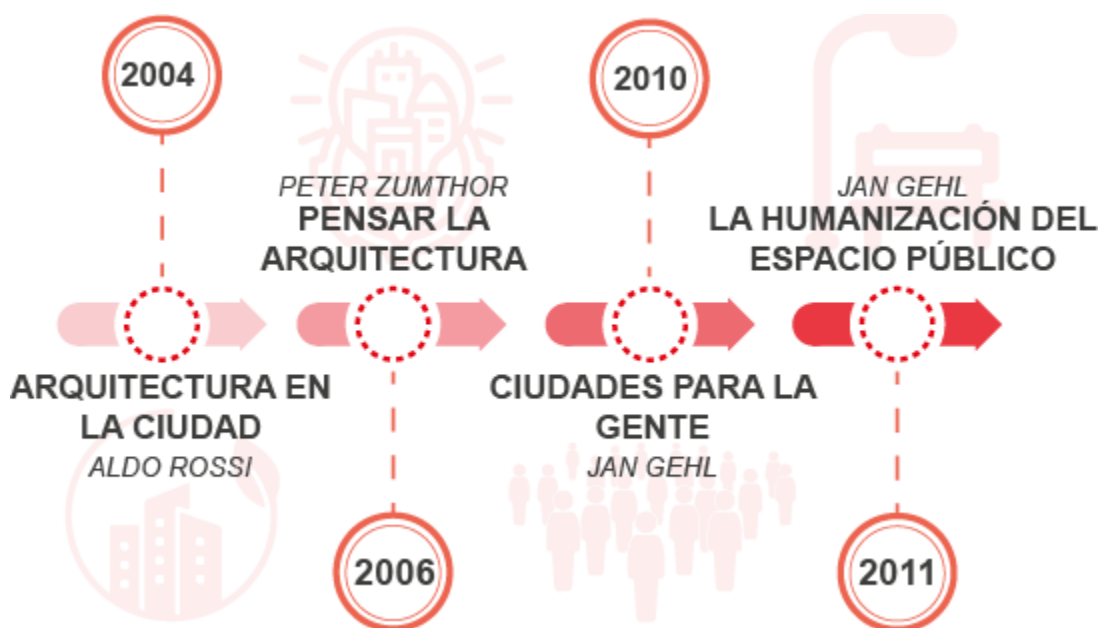 2004
ARQUITECTURA EN
LA CIUDAD
ALDO ROSSI
PETER ZUMTHOR
PENSAR LA
ARQUITECTURA
2006
2010
CIUDADES PARA LA
GENTE
JAN GEHL
JAN GEHL
LA HUMANIZACIÓN DEL
ESPACIO PÚBLICO
2011